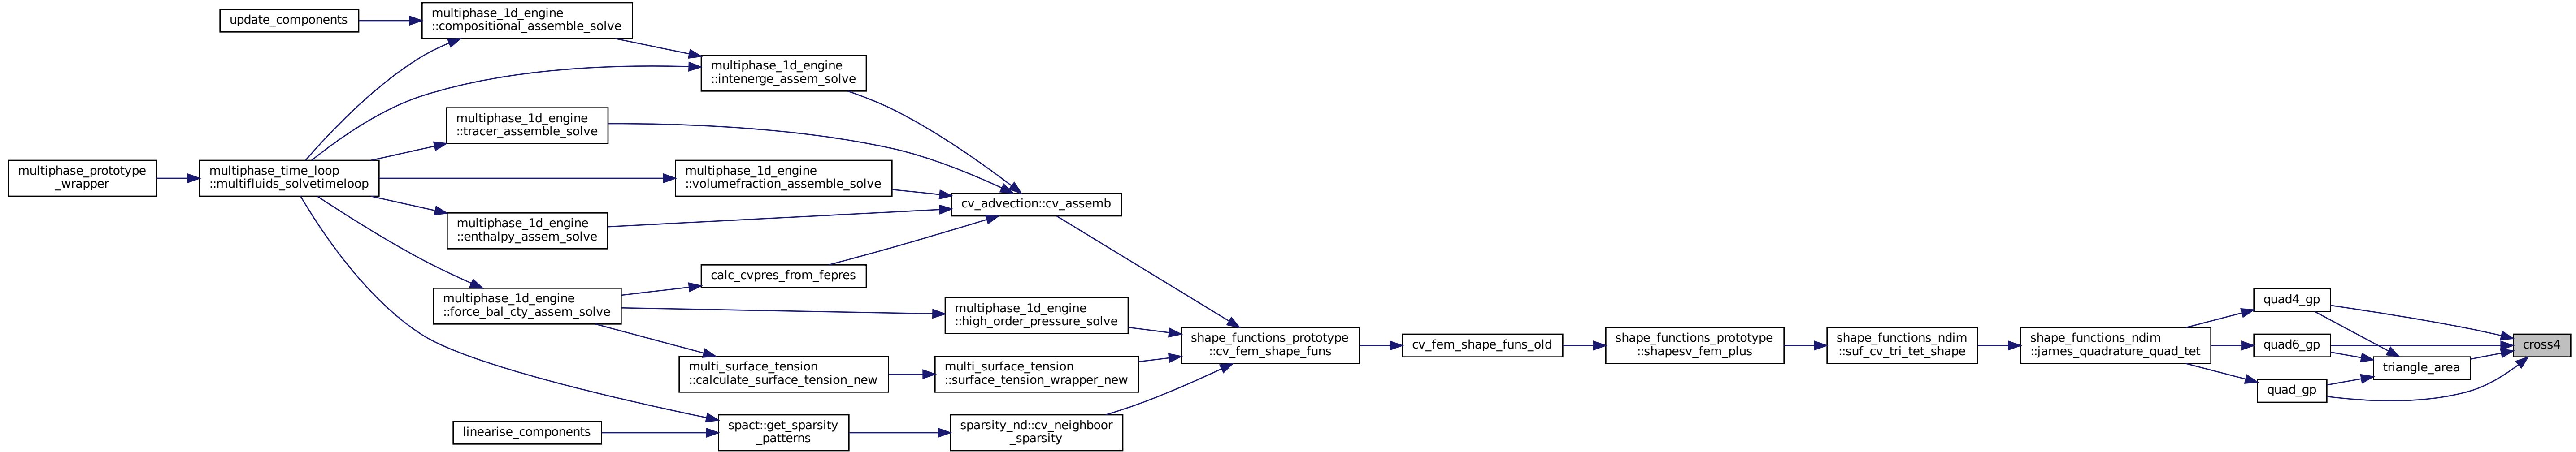 update_components
multiphase_1d_engine
::compositional_assemble_solve
multiphase_1d_engine
::intenerge_assem_solve
multiphase_1d_engine
::tracer_assemble_solve
multiphase_prototype
_wrapper
multiphase_time_loop
::multifluids_solvetimeloop
multiphase_1d_engine
::volumefraction_assemble_solve
cv_advection::cv_assemb
multiphase_1d_engine
::enthalpy_assem_solve
calc_cvpres_from_fepres
multiphase_1d_engine
::force_bal_cty_assem_solve
multiphase_1d_engine
::high_order_pressure_solve
shape_functions_prototype
::cv_fem_shape_funs
cv_fem_shape_funs_old
shape_functions_prototype
::shapesv_fem_plus
shape_functions_ndim
::suf_cv_tri_tet_shape
shape_functions_ndim
::james_quadrature_quad_tet
quad4_gp
quad6_gp
cross4
triangle_area
quad_gp
multi_surface_tension
::calculate_surface_tension_new
multi_surface_tension
::surface_tension_wrapper_new
linearise_components
spact::get_sparsity
_patterns
sparsity_nd::cv_neighboor
_sparsity